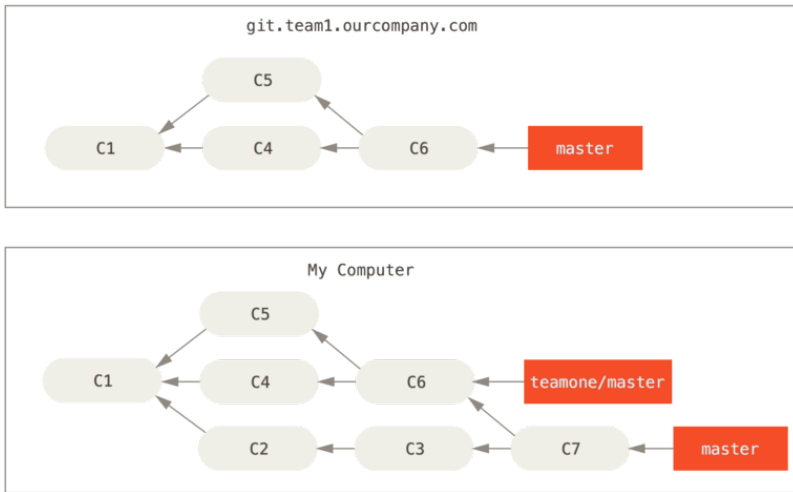 git.team1.ourcompany.com
C5
C1 C4 C6 master
My Computer
C5
C1 C4 C6 teamone/master
C2 C3 C7 master